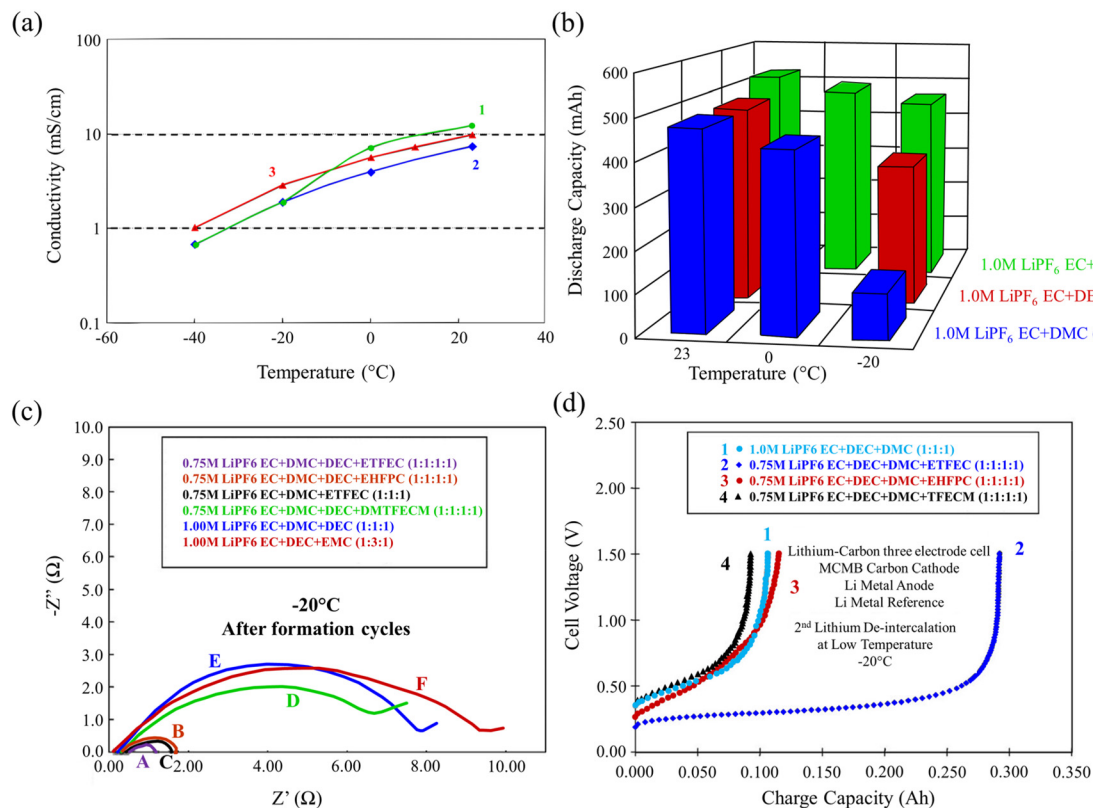 (a)
100
10
1
0.1
Conductivity (mS/cm)
1
3
2
-60
-40
-20
0
20
40
Temperature (°C)
(b)
600
500
400
300
200
100
0
Discharge Capacity (mAh)
23
0
-20
Temperature (°C)
1.0M LiPF₆ EC+
1.0M LiPF₆ EC+DE
1.0M LiPF₆ EC+DMC
(c)
10.0
9.0
8.0
7.0
6.0
5.0
4.0
3.0
2.0
1.0
0.0
-Z'' (Ω)
0.75M LiPF6 EC+DMC+DEC+ETFEC (1:1:1:1)
0.75M LiPF6 EC+DMC+DEC+EHFPC (1:1:1:1)
0.75M LiPF6 EC+DMC+ETFEC (1:1:1)
0.75M LiPF6 EC+DMC+DEC+DMTFECM (1:1:1:1)
1.00M LiPF6 EC+DMC+DEC (1:1:1)
1.00M LiPF6 EC+DEC+EMC (1:3:1)
-20°C
After formation cycles
E
F
D
B
A
C
0.00
2.00
4.00
6.00
8.00
10.0
Z' (Ω)
(d)
2.50
2.00
1.50
1.00
0.50
0.00
Cell Voltage (V)
1 1.0M LiPF6 EC+DEC+DMC (1:1:1)
2 0.75M LiPF6 EC+DEC+DMC+ETFEC (1:1:1:1)
3 0.75M LiPF6 EC+DEC+DMC+EHFPC (1:1:1:1)
4 0.75M LiPF6 EC+DEC+DMC+TFECM (1:1:1:1)
1
4
3
2
Lithium-Carbon three electrode cell
MCMB Carbon Cathode
Li Metal Anode
Li Metal Reference
2nd Lithium De-intercalation
at Low Temperature
-20°C
0.000
0.050
0.100
0.150
0.200
0.250
0.300
0.350
Charge Capacity (Ah)